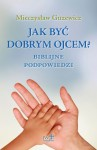 Mieczysław Guzewicz
JAK BYĆ
DOBRYM OJCEM?
BIBLIJNE
PODPOWIEDZI